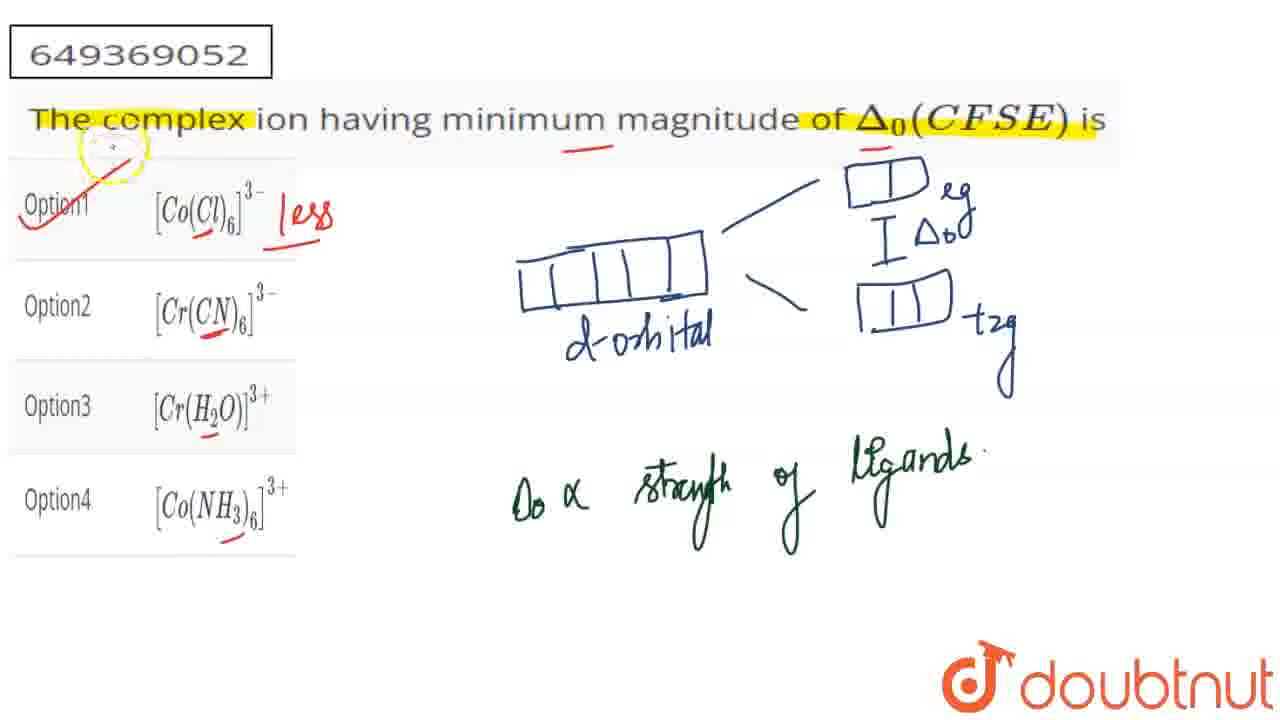 649369052
The complex ion having minimum magnitude of Δ₀(CFSE) is
Option1 [Co(Cl)₆]³⁻ less
Option2 [Cr(CN)₆]³⁻
Option3 [Cr(H₂O)]³⁺
Option4 [Co(NH₃)₆]³⁺
eg
Δo
d-orbital
t2g
Δo ∝ strength of ligands.
doubtnut